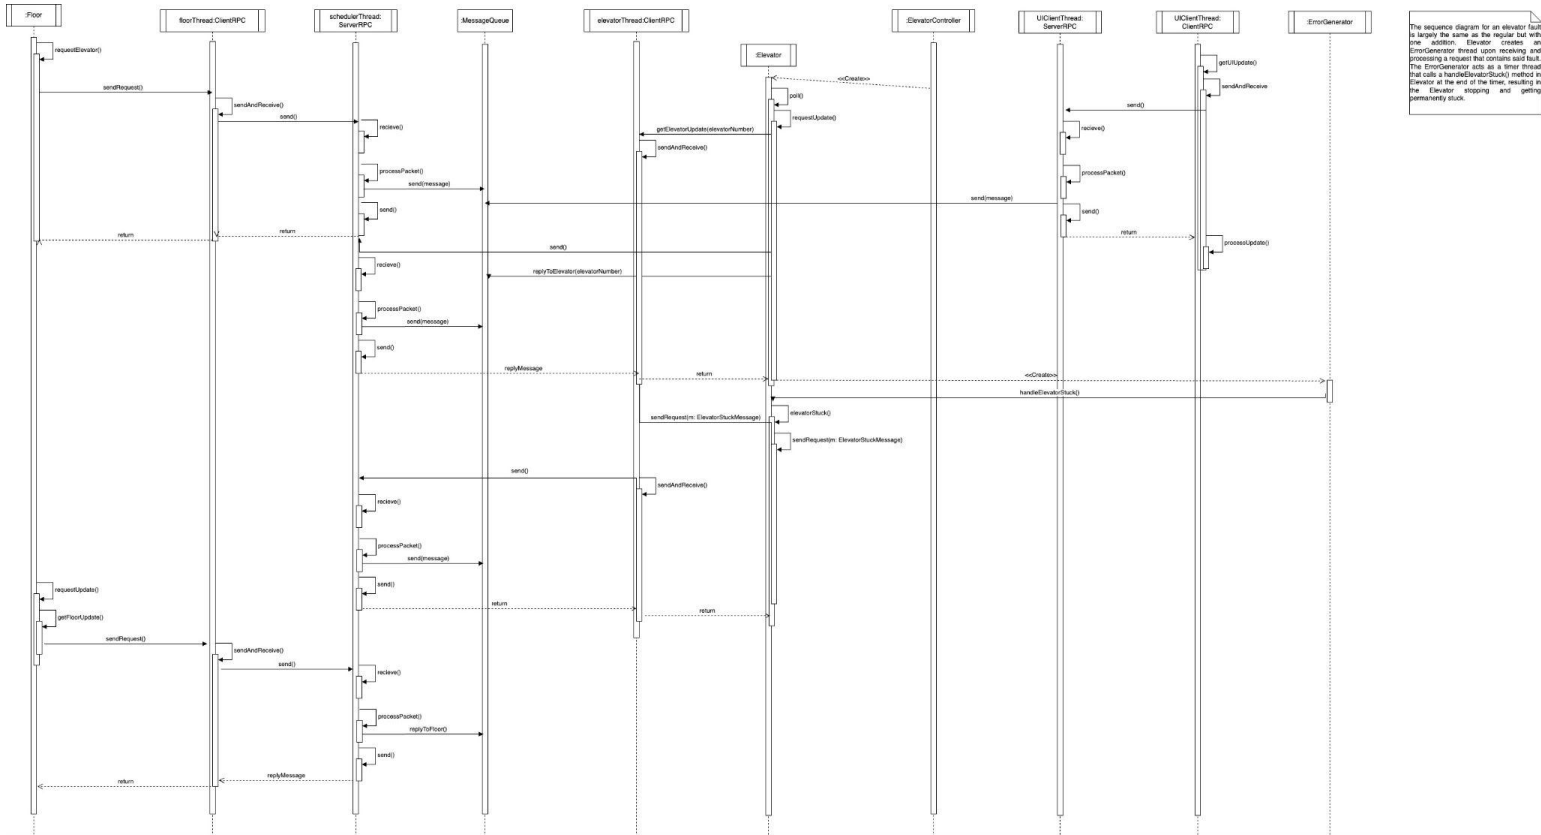 :Floor
floorThread:ClientRPC
schedulerThread:
ServerRPC
:MessageQueue
elevatorThread:ClientRPC
:Elevator
:ElevatorController
UIClientThread:
ServerRPC
UIClientThread:
ClientRPC
:ErrorGenerator
The sequence diagram for an elevator fault
is largely the same as the regular but with
one addition. Elevator creates an
ErrorGenerator thread upon receiving and
processing a request that contains said fault.
The ErrorGenerator acts as a timer thread
that calls a handleElevatorStuck() method in
Elevator at the end of the timer, resulting in
the Elevator stopping and getting
permanently stuck.
requestElevator()
getUIUpdate()
<<Create>>
sendRequest()
sendAndReceive
poll()
sendAndReceive()
send()
send()
requestUpdate()
recieve()
getElevatorUpdate(elevatorNumber)
recieve()
sendAndReceive()
processPacket()
processPacket()
send(message)
send(message)
send()
send()
return
return
return
processUpdate()
send()
recieve()
replyToElevator(elevatorNumber)
processPacket()
send(message)
send()
replyMessage
return
<<Create>>
handleElevatorStuck()
elevatorStuck()
sendRequest(m: ElevatorStuckMessage)
sendRequest(m: ElevatorStuckMessage)
send()
sendAndReceive()
recieve()
processPacket()
send(message)
send()
requestUpdate()
return
return
getFloorUpdate()
sendRequest()
sendAndReceive()
send()
recieve()
processPacket()
replyToFloor()
send()
replyMessage
return